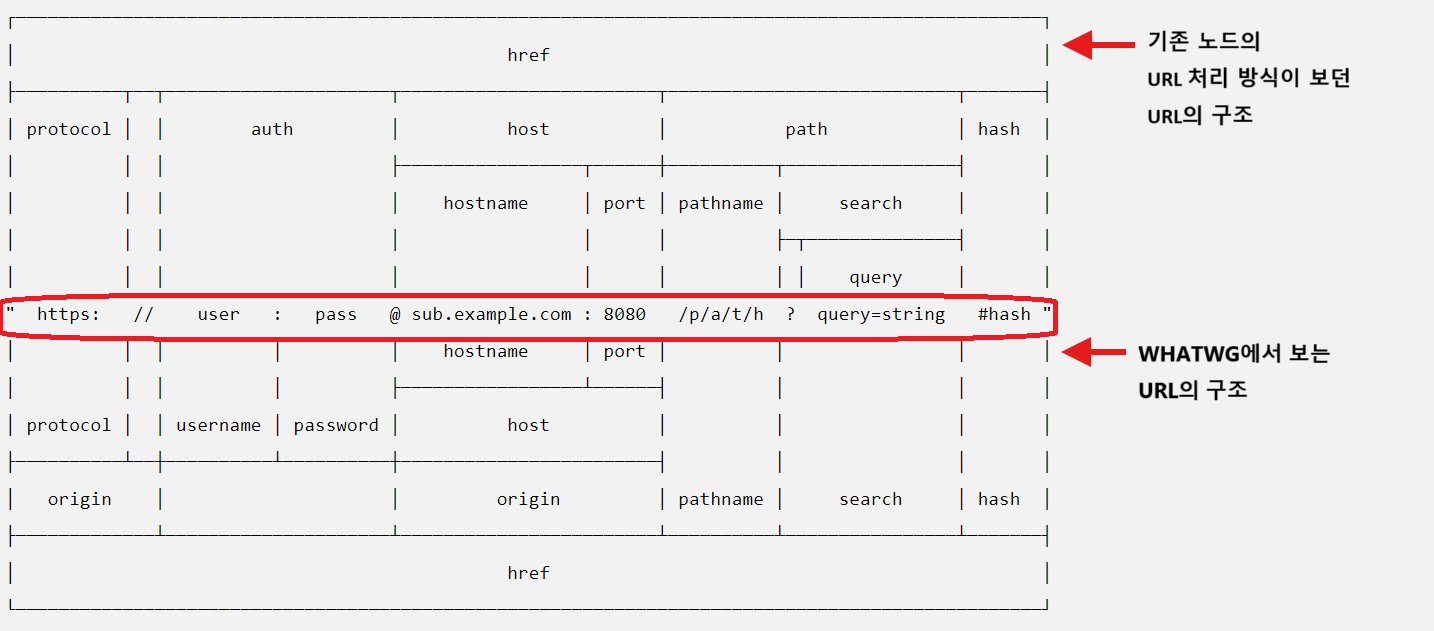 href
기존 노드의
URL 처리 방식이 보던
URL의 구조
protocol auth host path hash
hostname port pathname search
query
" https: // user : pass @ sub.example.com : 8080 /p/a/t/h ? query=string #hash "
hostname port
WHATWG에서 보는
URL의 구조
protocol username password host
origin origin pathname search hash
href